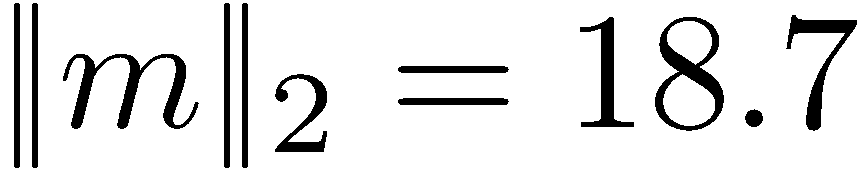 ‖m‖₂ = 18.7